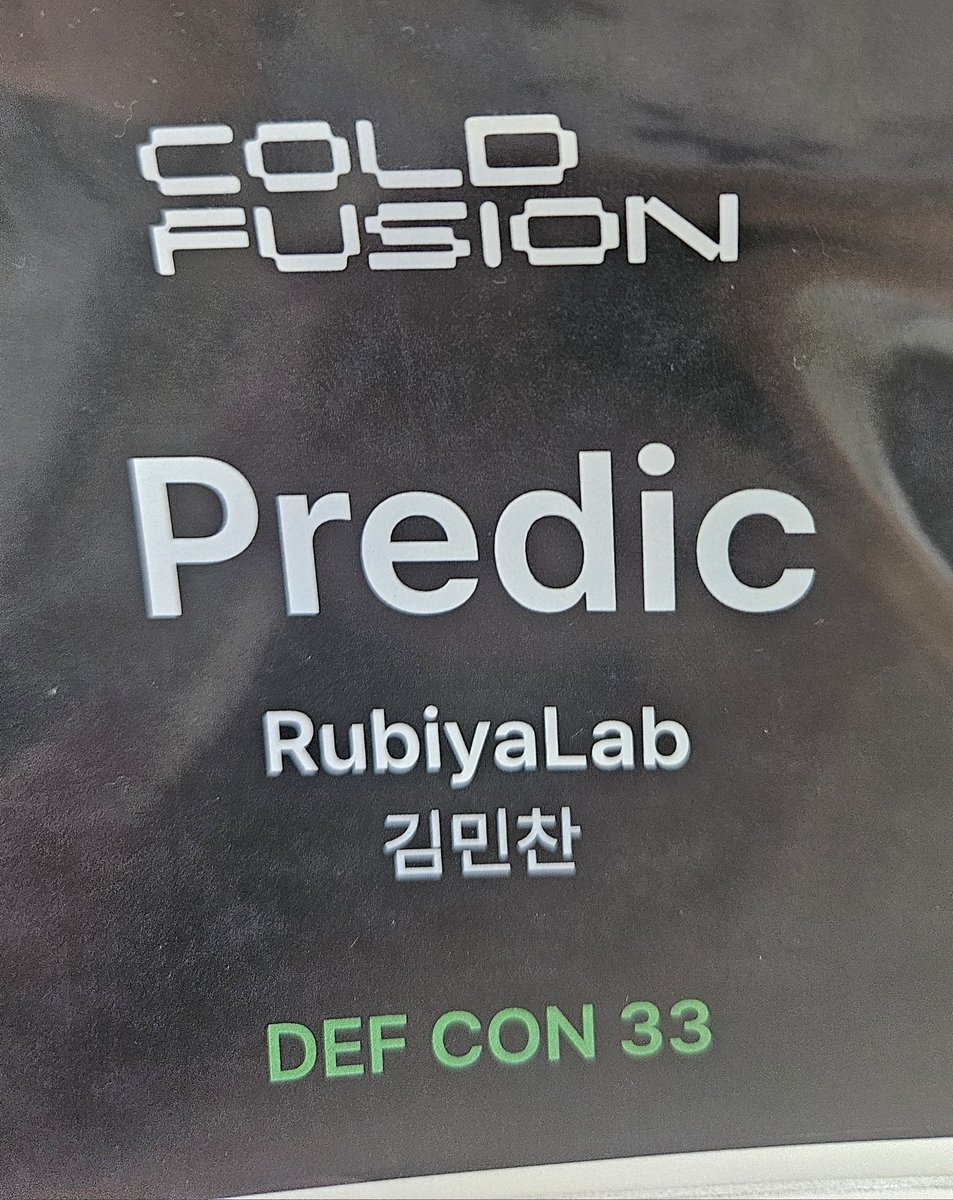 COLD
FUSION
Predic
RubiyaLab
김민찬
DEF CON 33